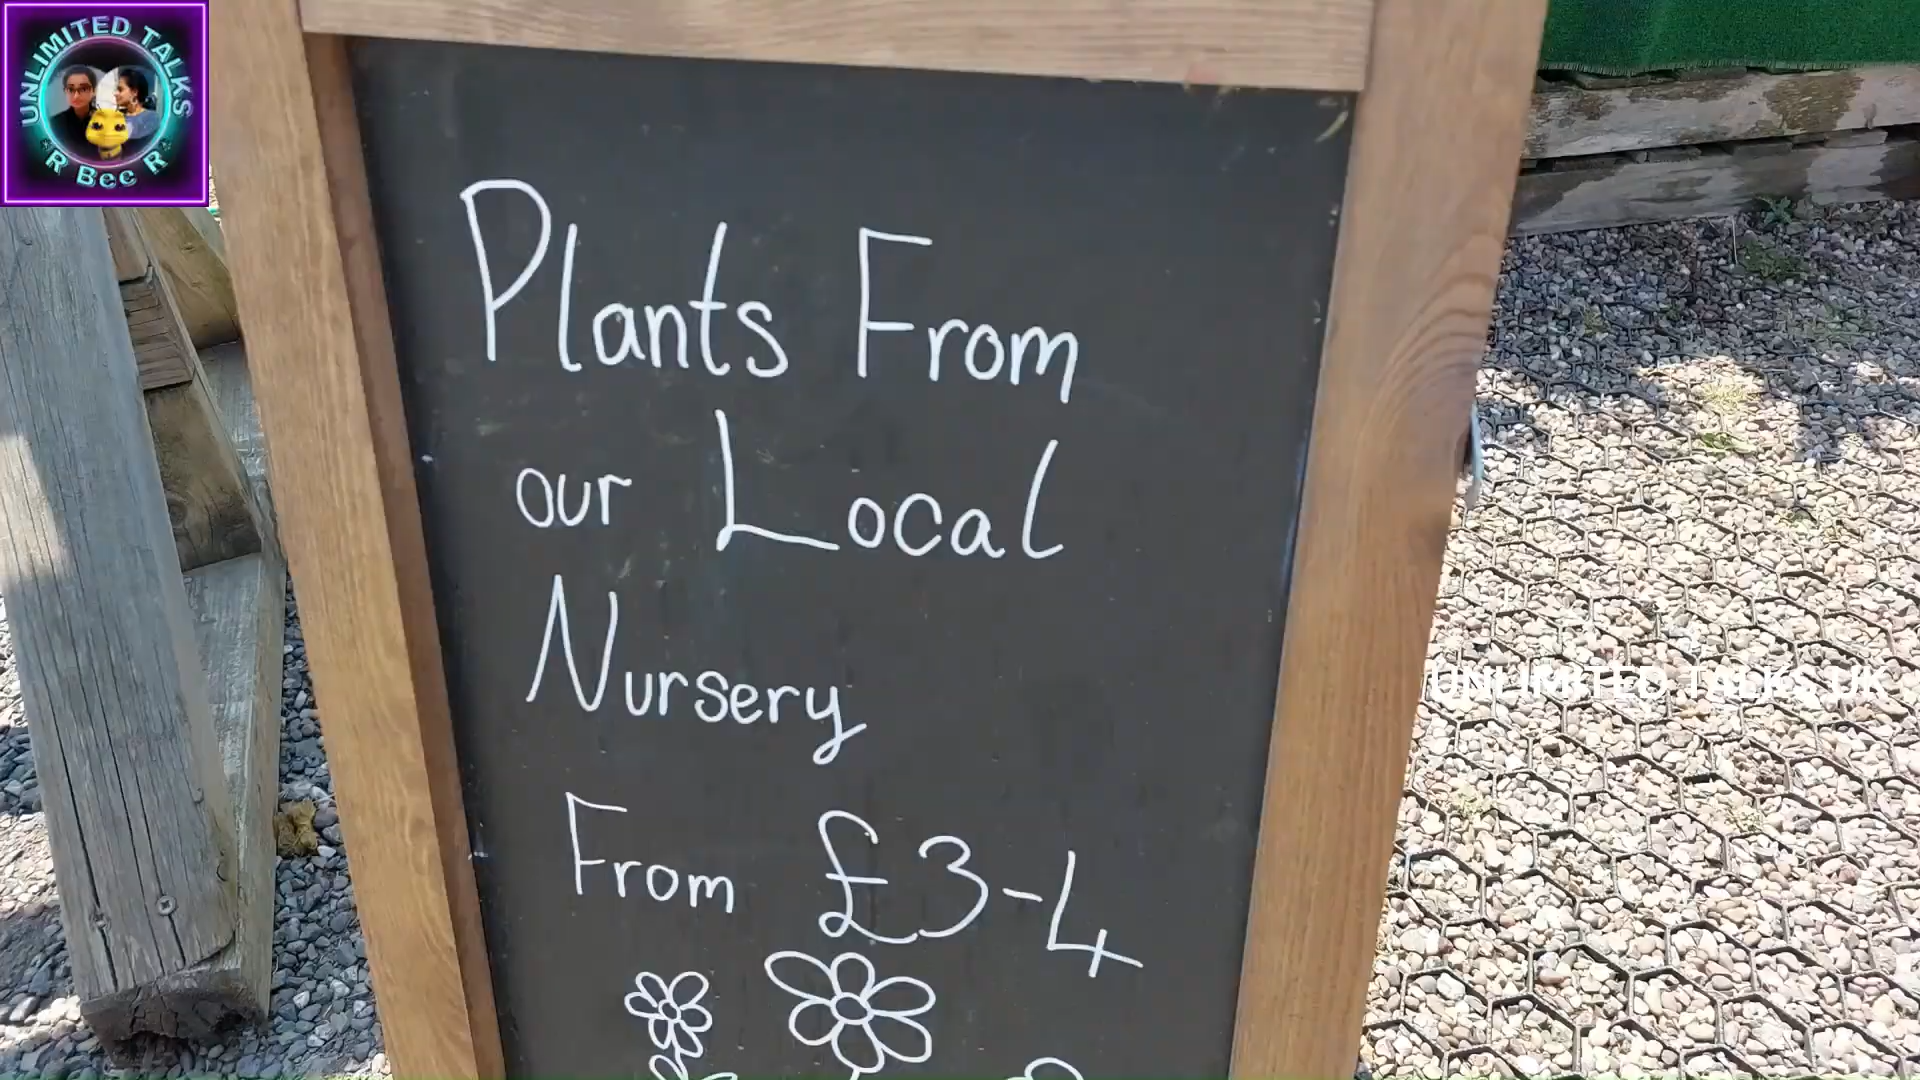 UNLIMITED TALKS
R Bee R
Plants From
our Local
Nursery
From £3-4
UNLIMITED TALKS UK